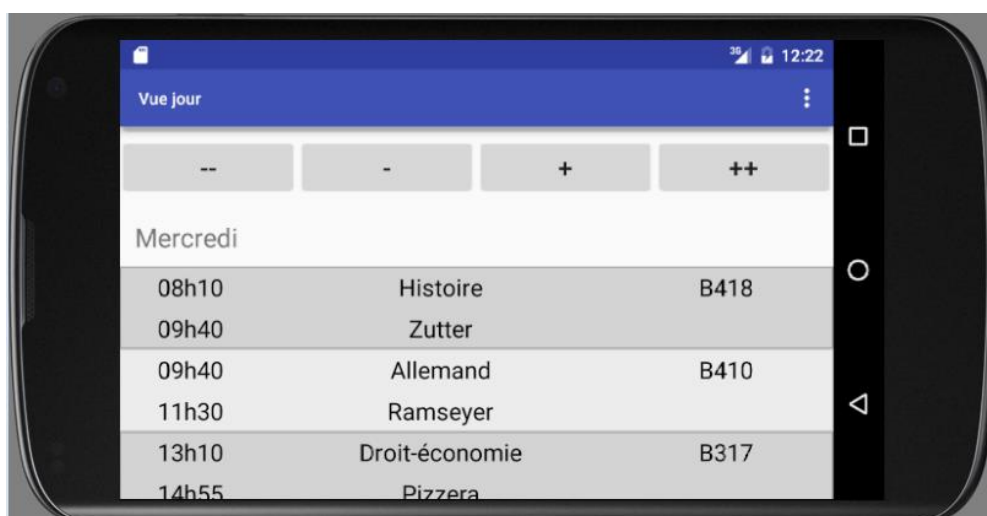 3G 12:22
Vue jour
-- - + ++
Mercredi
08h10 Histoire B418
09h40 Zutter
09h40 Allemand B410
11h30 Ramseyer
13h10 Droit-économie B317
14h55 Pizzera